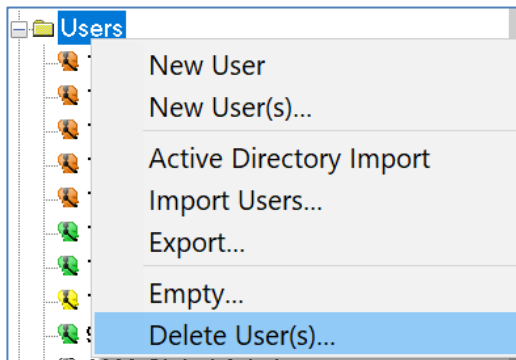 Users
New User
New User(s)...
Active Directory Import
Import Users...
Export...
Empty...
Delete User(s)...